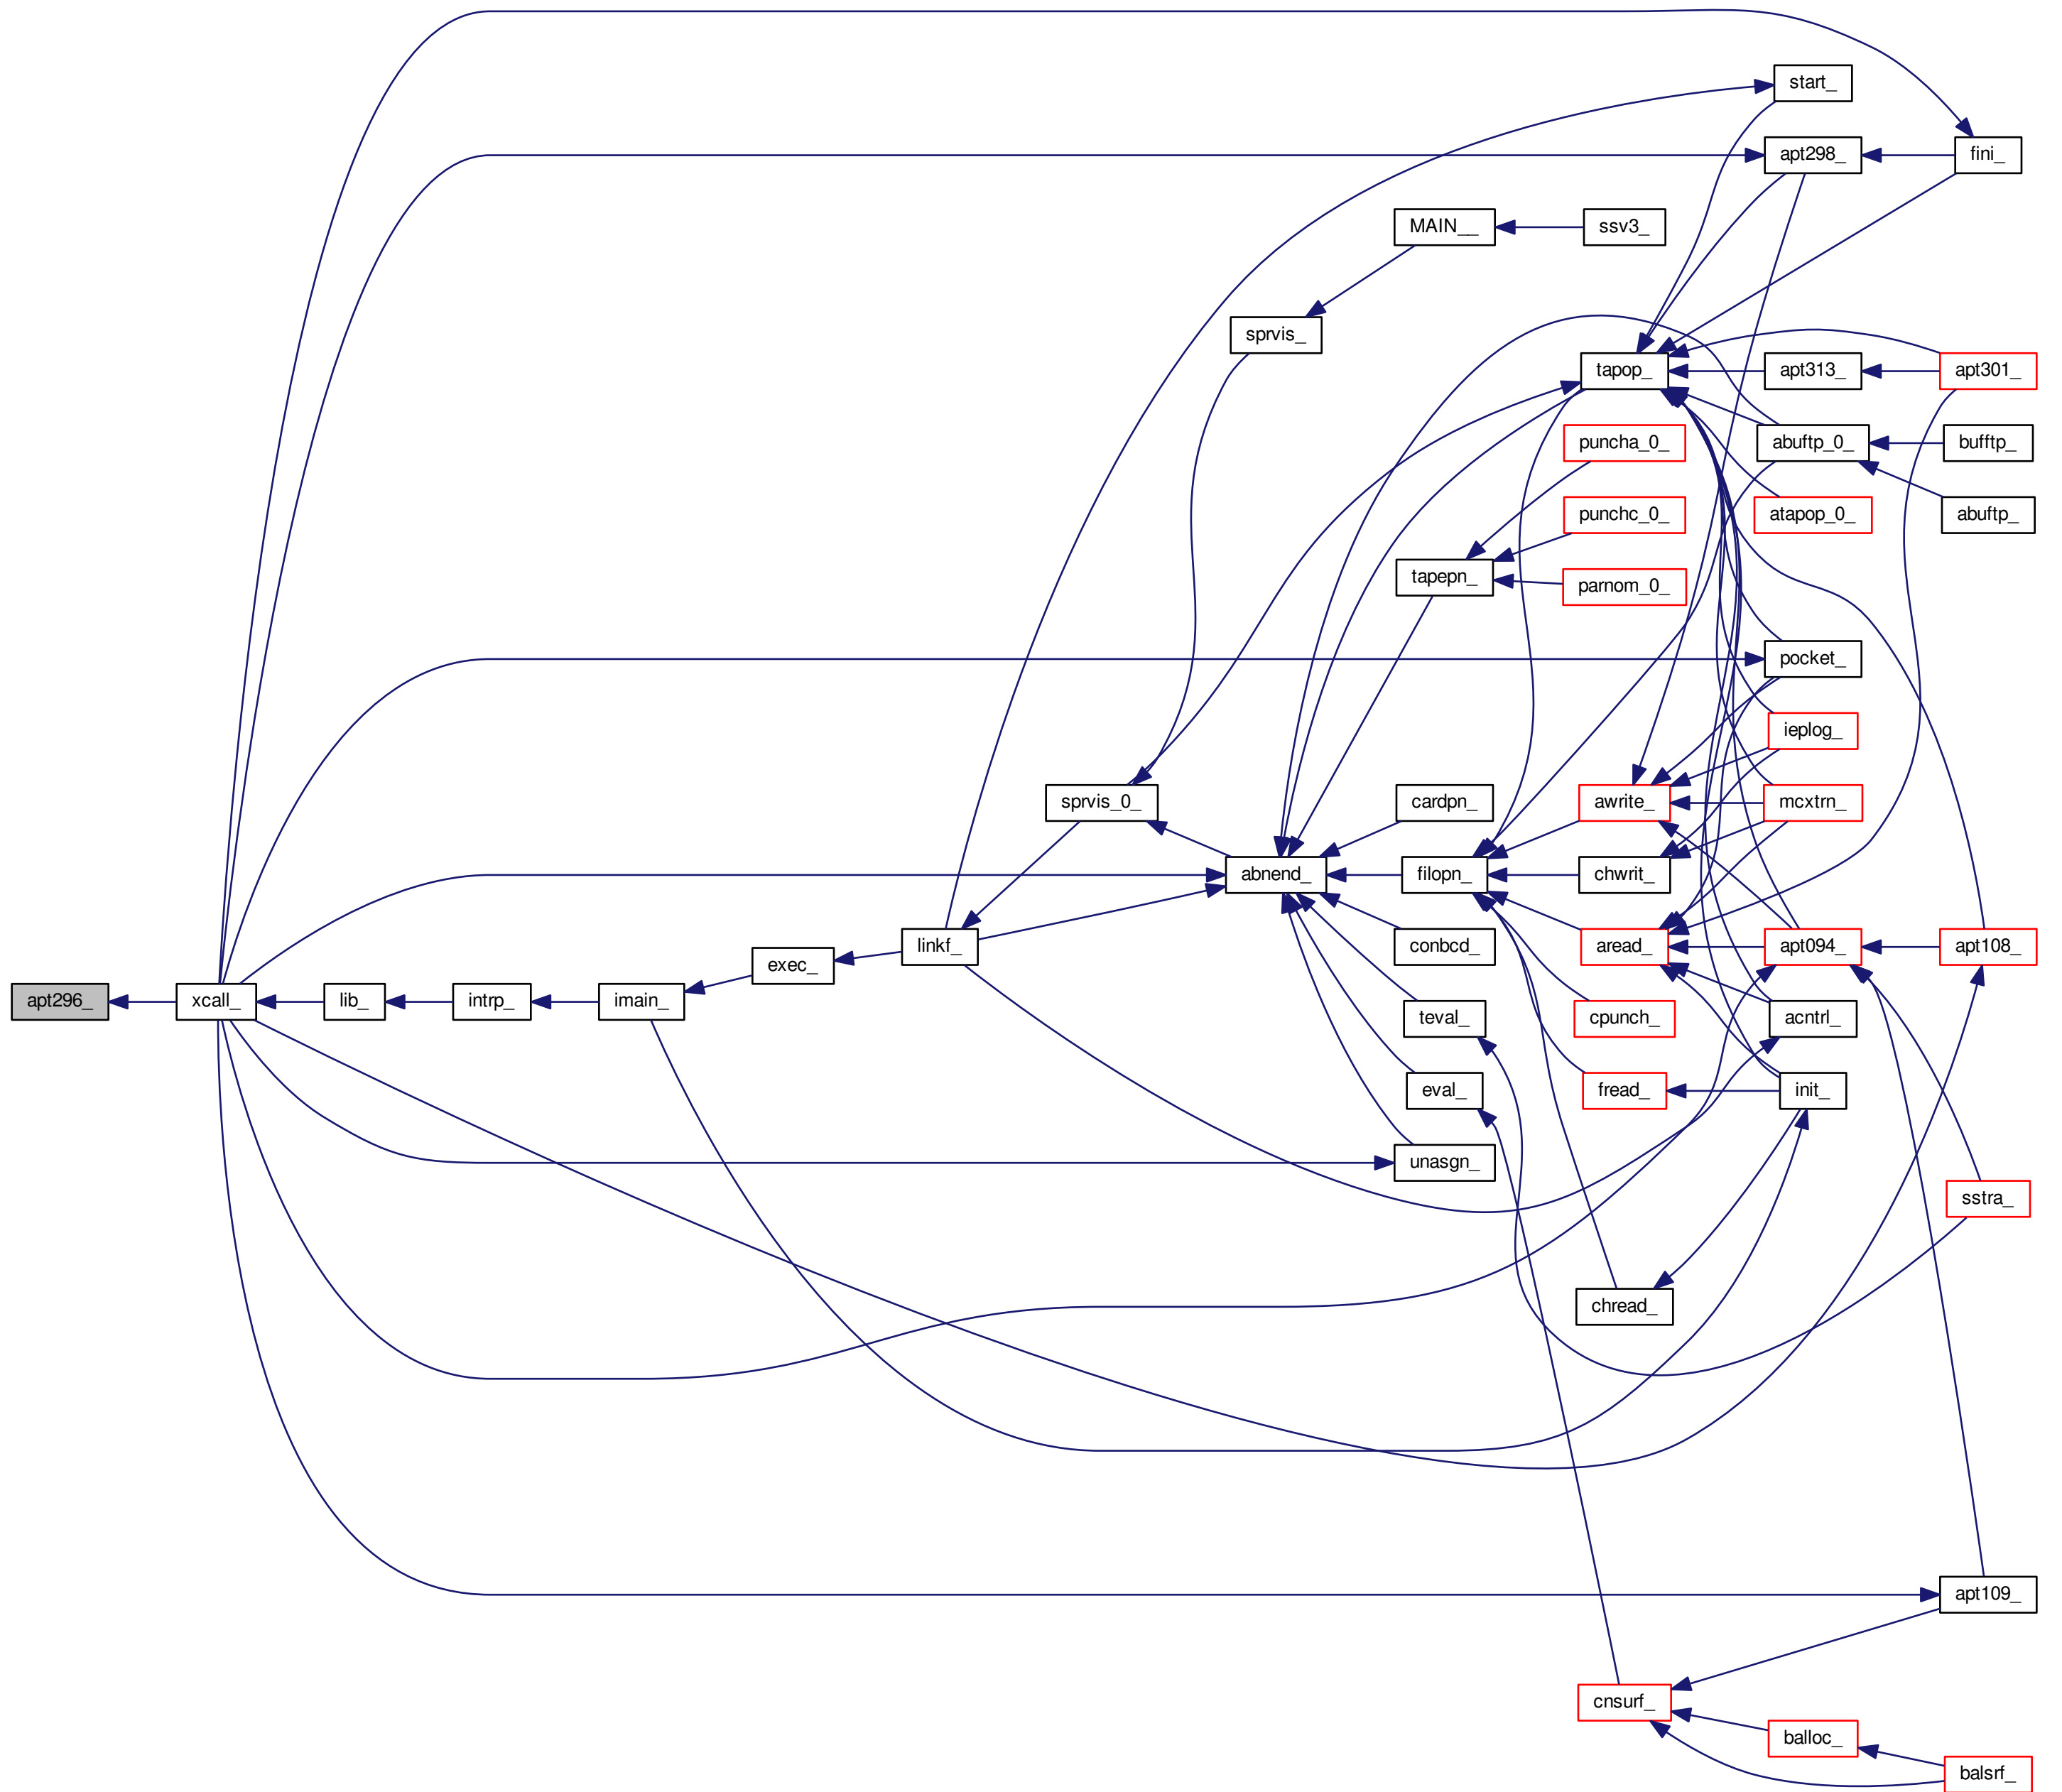 start_
apt298_
fini_
MAIN__
ssv3_
sprvis_
tapop_
apt313_
apt301_
puncha_0_
abuftp_0_
bufftp_
punchc_0_
atapop_0_
abuftp_
tapepn_
parnom_0_
pocket_
ieplog_
sprvis_0_
cardpn_
awrite_
mcxtrn_
abnend_
filopn_
chwrit_
linkf_
conbcd_
aread_
apt094_
apt108_
exec_
apt296_
xcall_
lib_
intrp_
imain_
teval_
cpunch_
acntrl_
eval_
fread_
init_
unasgn_
sstra_
chread_
apt109_
cnsurf_
balloc_
balsrf_